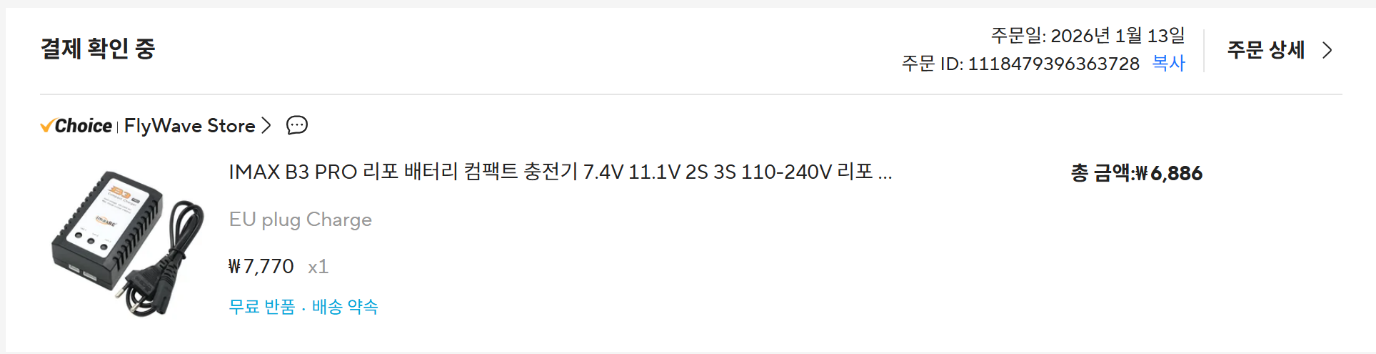 결제 확인 중
주문일: 2026년 1월 13일
주문 ID: 1118479396363728 복사
주문 상세
Choice | FlyWave Store
IMAX B3 PRO 리포 배터리 컴팩트 충전기 7.4V 11.1V 2S 3S 110-240V 리포 ...
총 금액:₩6,886
EU plug Charge
₩7,770 x1
무료 반품 · 배송 약속